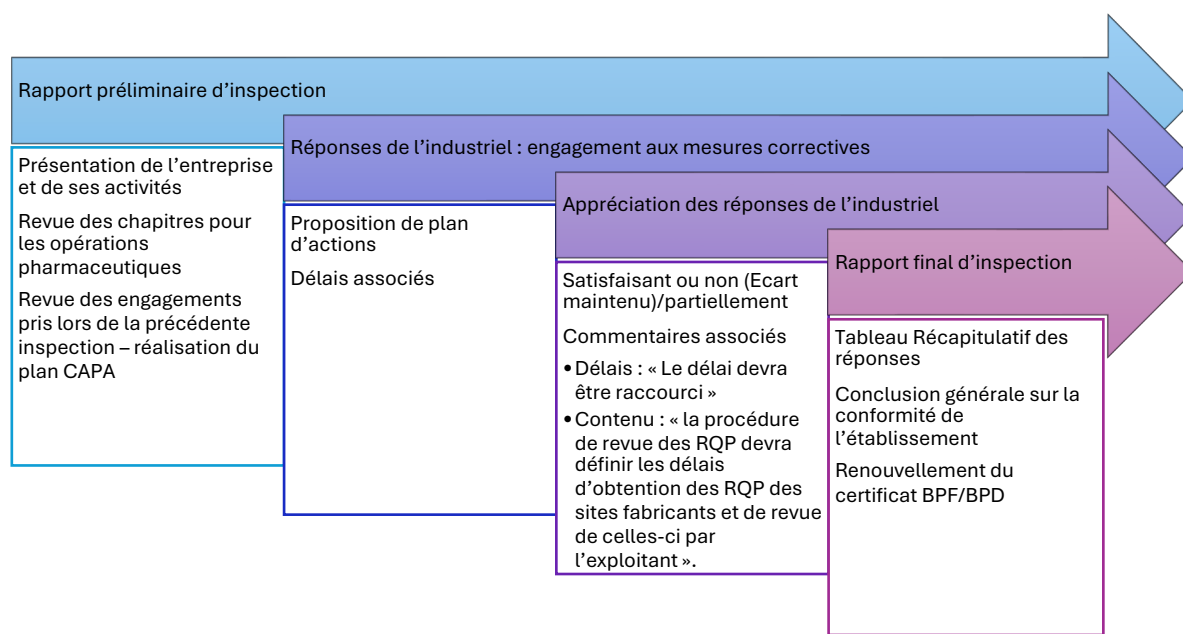 Rapport préliminaire d’inspection
Présentation de l’entreprise
et de ses activités
Revue des chapitres pour
les opérations
pharmaceutiques
Revue des engagements
pris lors de la précédente
inspection – réalisation du
plan CAPA
Réponses de l’industriel : engagement aux mesures correctives
Proposition de plan
d’actions
Délais associés
Appréciation des réponses de l’industriel
Satisfaisant ou non (Ecart
maintenu)/partiellement
Commentaires associés
• Délais : « Le délai devra
être raccourci »
• Contenu : « la procédure
de revue des RQP devra
définir les délais
d’obtention des RQP des
sites fabricants et de revue
de celles-ci par
l’exploitant ».
Rapport final d’inspection
Tableau Récapitulatif des
réponses
Conclusion générale sur la
conformité de
l’établissement
Renouvellement du
certificat BPF/BPD